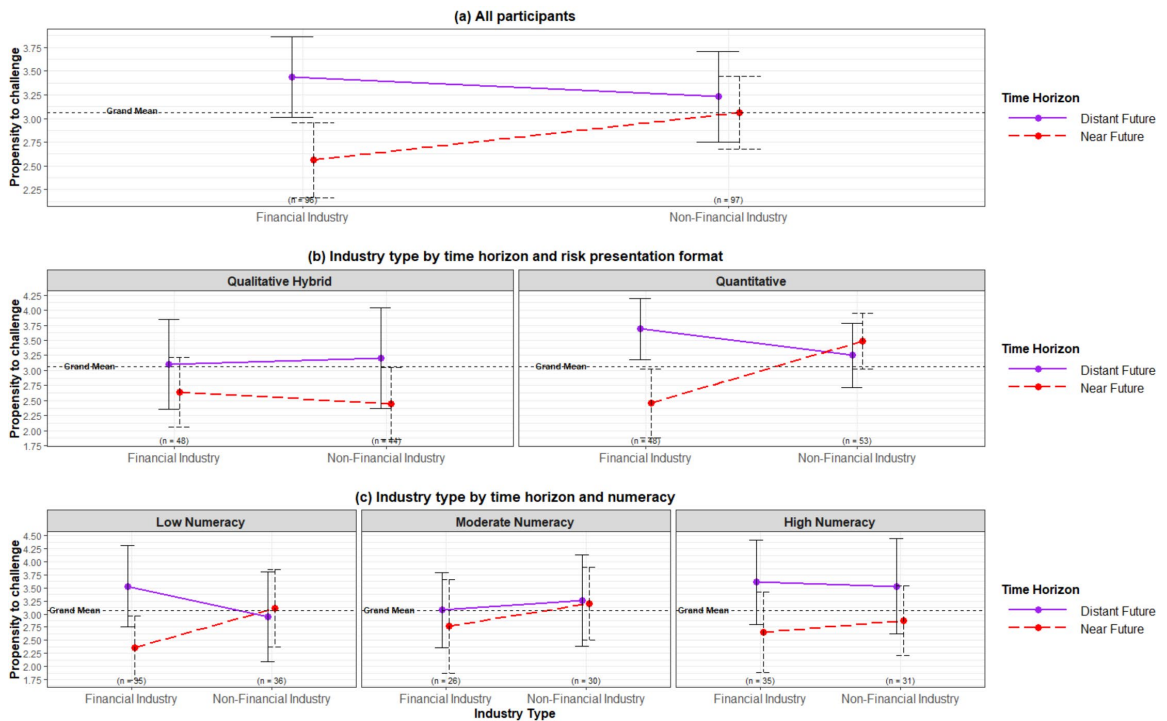 (a) All participants
Propensity to challenge
3.75
3.50
3.25
3.00
2.75
2.50
2.25
Grand Mean
(n = 96)
(n = 97)
Financial Industry
Non-Financial Industry
Time Horizon
Distant Future
Near Future
(b) Industry type by time horizon and risk presentation format
Qualitative Hybrid
Quantitative
Propensity to challenge
4.25
4.00
3.75
3.50
3.25
3.00
2.75
2.50
2.25
2.00
1.75
Grand Mean
Grand Mean
(n = 48)
(n = 44)
(n = 48)
(n = 53)
Financial Industry
Non-Financial Industry
Financial Industry
Non-Financial Industry
Time Horizon
Distant Future
Near Future
(c) Industry type by time horizon and numeracy
Low Numeracy
Moderate Numeracy
High Numeracy
Propensity to challenge
4.50
4.25
4.00
3.75
3.50
3.25
3.00
2.75
2.50
2.25
2.00
1.75
Grand Mean
Grand Mean
Grand Mean
(n = 36)
(n = 26)
(n = 30)
(n = 35)
(n = 31)
Financial Industry
Non-Financial Industry
Financial Industry
Non-Financial Industry
Financial Industry
Non-Financial Industry
Industry Type
Time Horizon
Distant Future
Near Future